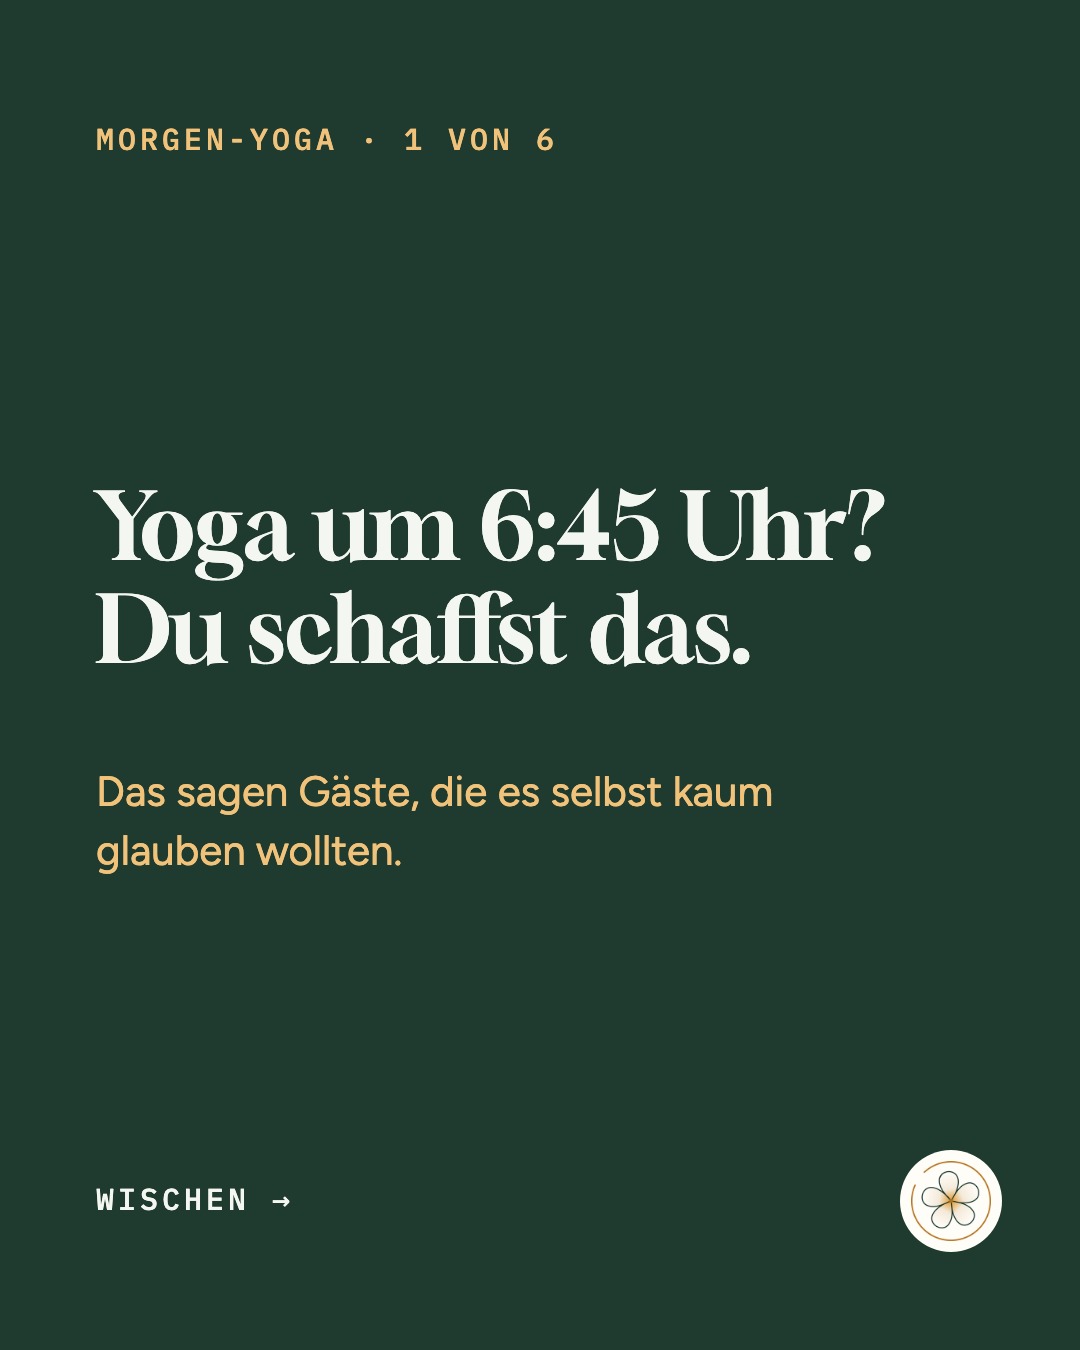 MORGEN-YOGA · 1 VON 6
Yoga um 6:45 Uhr?
Du schaffst das.
Das sagen Gäste, die es selbst kaum
glauben wollten.
WISCHEN →